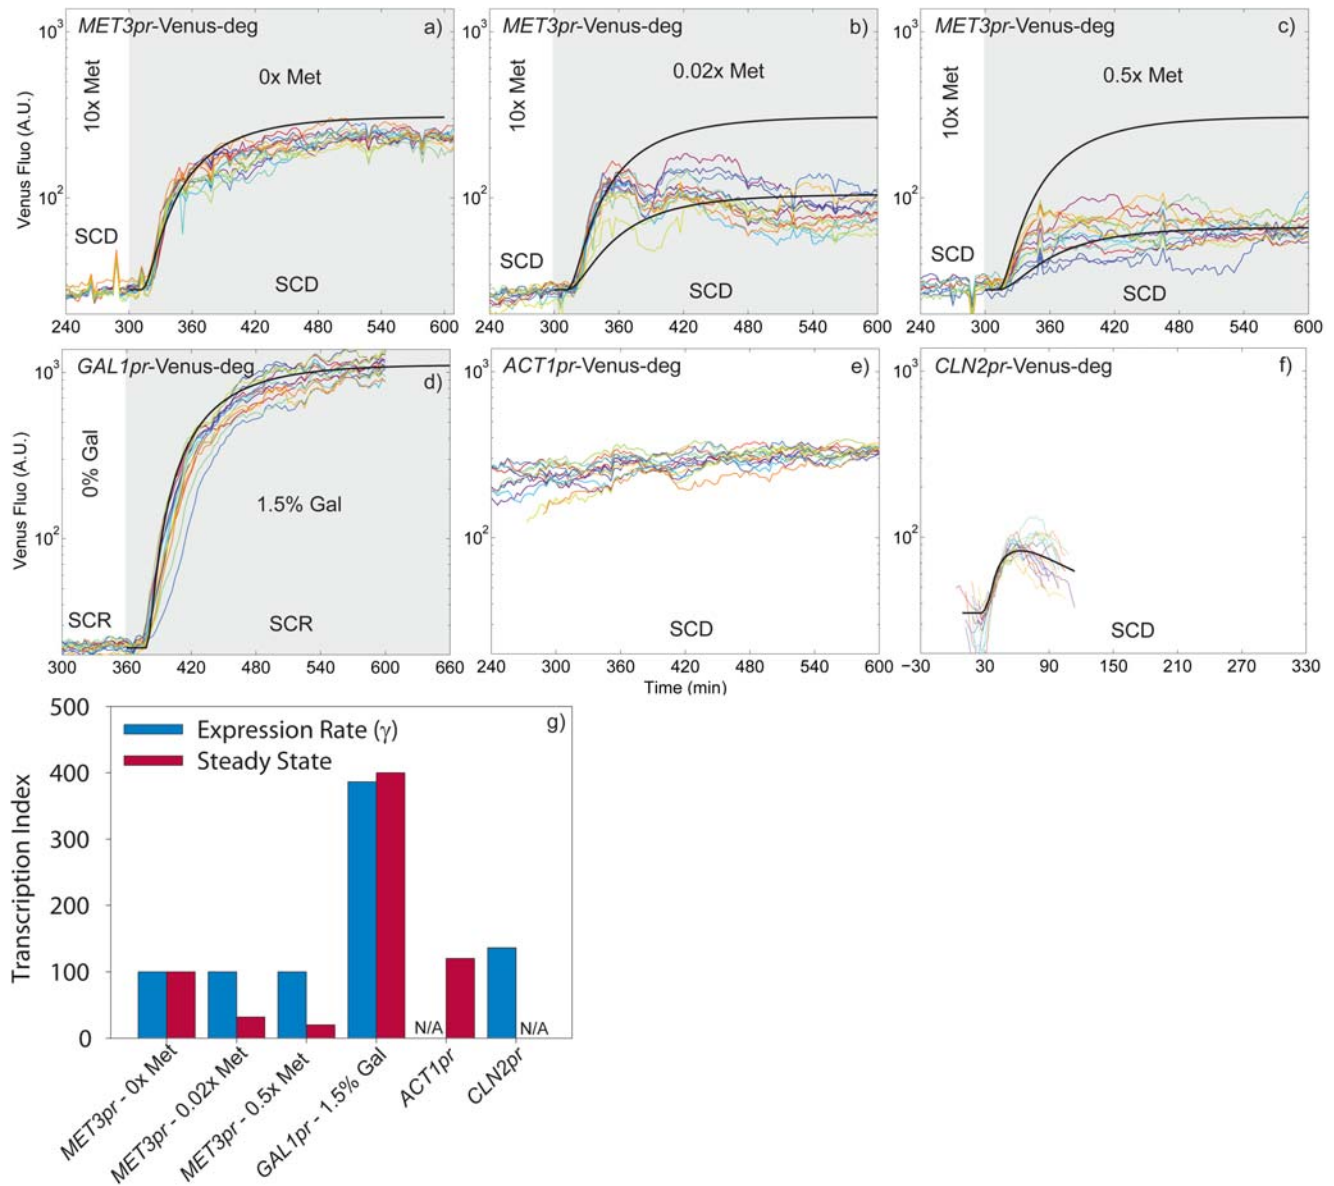 MET3pr-Venus-deg a)
10x Met
0x Met
SCD
SCD
Venus Fluo (A.U.)
10³
10²
240 300 360 420 480 540 600
MET3pr-Venus-deg b)
10x Met
0.02x Met
SCD
SCD
10³
10²
240 300 360 420 480 540 600
MET3pr-Venus-deg c)
10x Met
0.5x Met
SCD
SCD
10³
10²
240 300 360 420 480 540 600
GAL1pr-Venus-deg
d)
0% Gal
1.5% Gal
SCR
SCR
Venus Fluo (A.U.)
10³
10²
300 360 420 480 540 600 660
ACT1pr-Venus-deg e)
SCD
10³
10²
240 300 360 420 480 540 600
Time (min)
CLN2pr-Venus-deg f)
SCD
10³
10²
−30 30 90 150 210 270 330
g)
Expression Rate (γ)
Steady State
Transcription Index
500
400
300
200
100
0
N/A
N/A
MET3pr - 0x Met
MET3pr - 0.02x Met
MET3pr - 0.5x Met
GAL1pr - 1.5% Gal
ACT1pr
CLN2pr